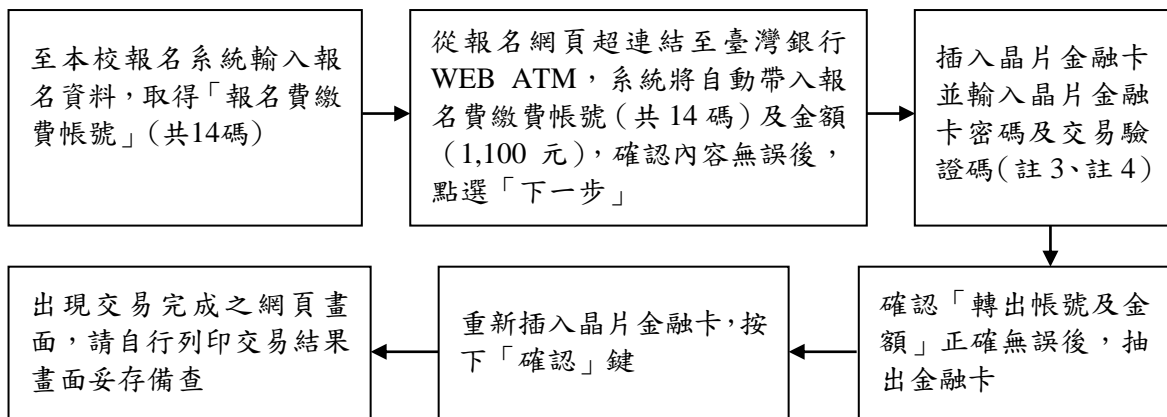 至本校報名系統輸入報
名資料，取得「報名費繳
費帳號」(共14碼)
從報名網頁超連結至臺灣銀行
WEB ATM，系統將自動帶入報
名費繳費帳號（共 14 碼）及金額
（1,100 元），確認內容無誤後，
點選「下一步」
插入晶片金融卡
並輸入晶片金融
卡密碼及交易驗
證碼(註 3、註 4)
確認「轉出帳號及金
額」正確無誤後，抽
出金融卡
重新插入晶片金融卡，按
下「確認」鍵
出現交易完成之網頁畫
面，請自行列印交易結果
畫面妥存備查